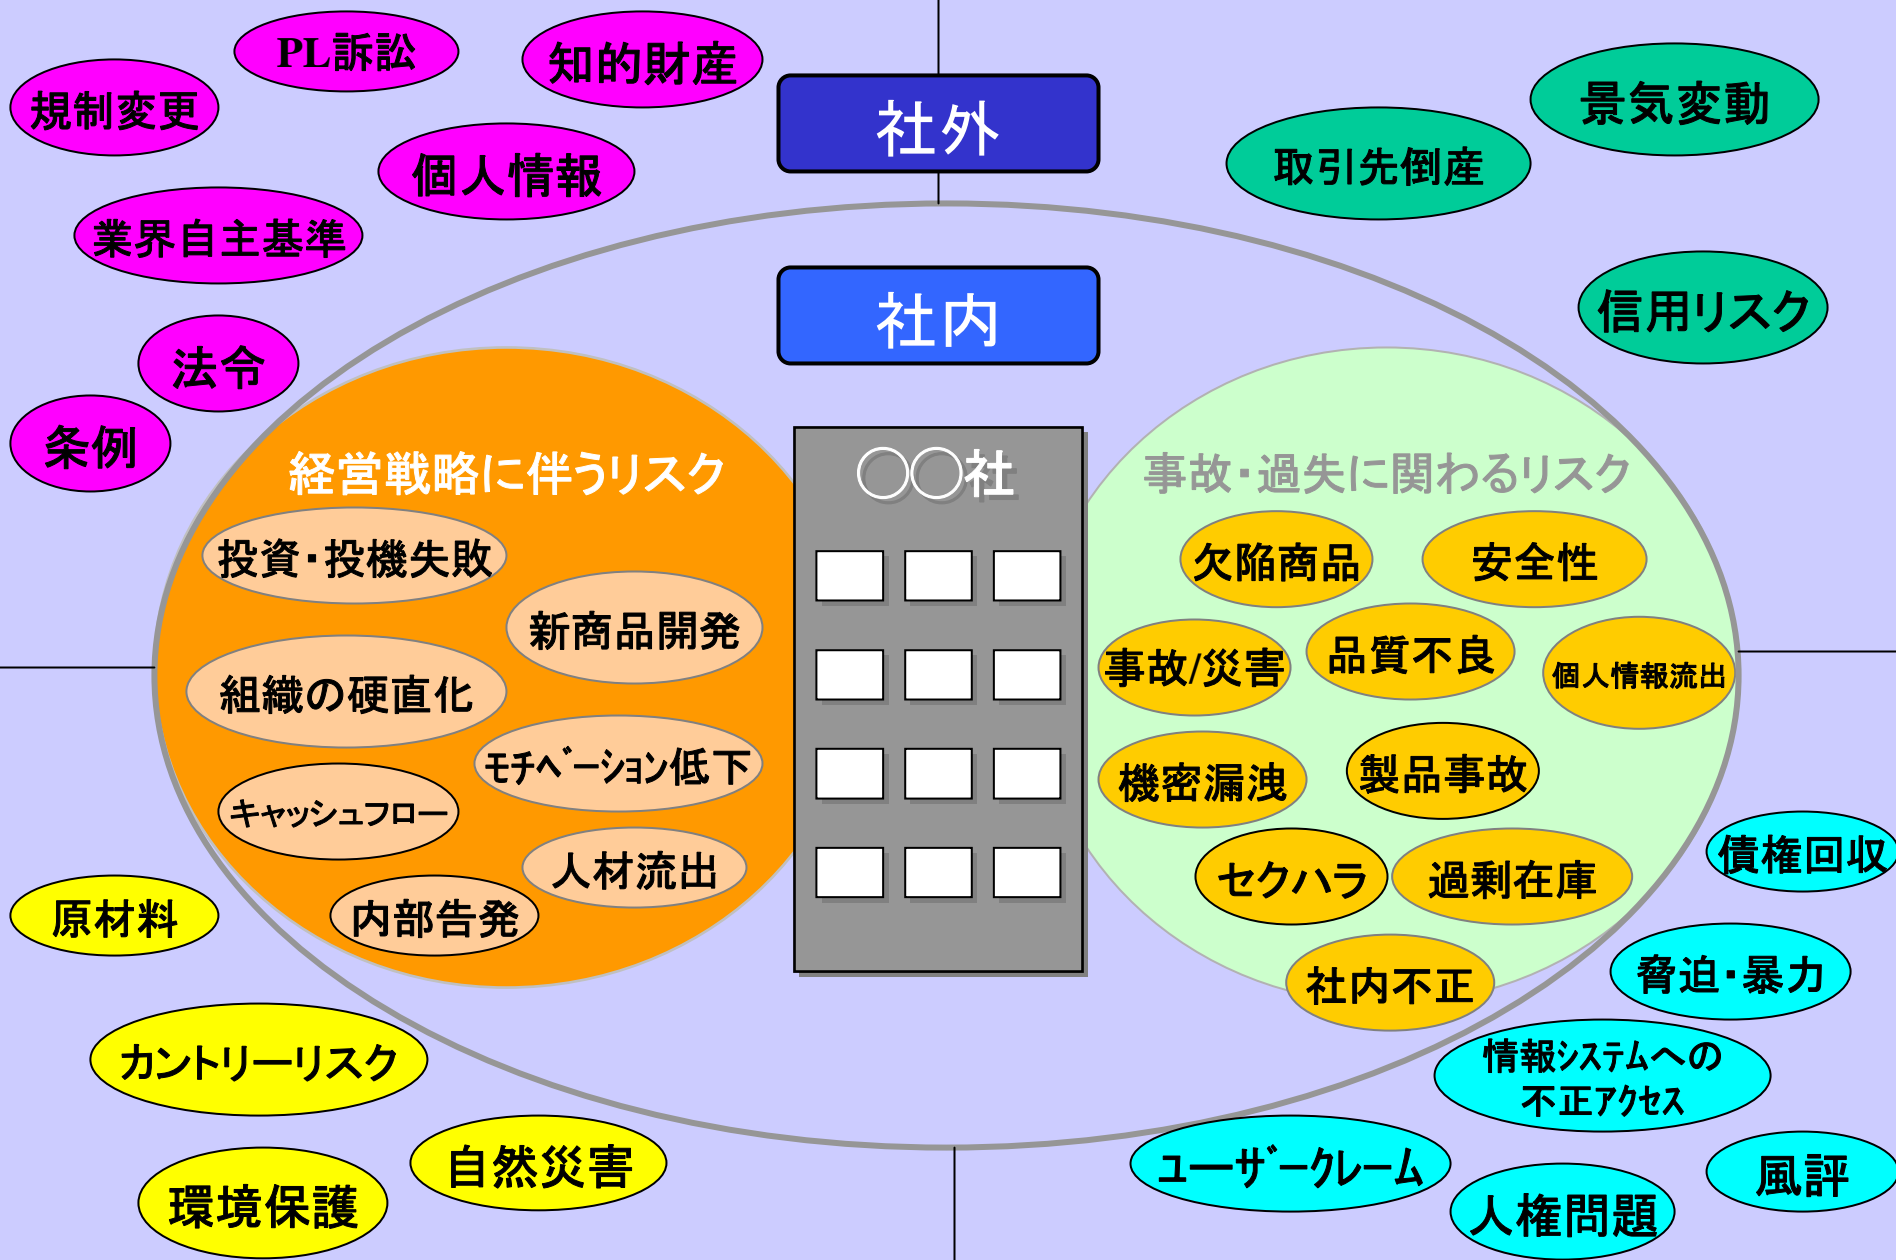 PL訴訟
知的財産
規制変更
個人情報
業界自主基準
法令
条例
社外
景気変動
取引先倒産
信用リスク
社内
経営戦略に伴うリスク
投資・投機失敗
新商品開発
組織の硬直化
モチベーション低下
キャッシュフロー
人材流出
内部告発
〇〇社
事故・過失に関わるリスク
欠陥商品
安全性
事故/災害
品質不良
個人情報流出
機密漏洩
製品事故
セクハラ
過剰在庫
社内不正
原材料
カントリーリスク
自然災害
環境保護
債権回収
脅迫・暴力
情報システムへの
不正アクセス
ユーザークレーム
風評
人権問題